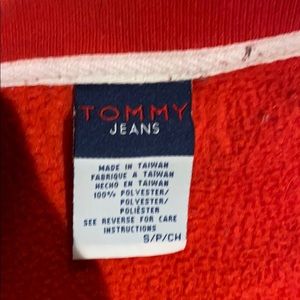 TOMMY
JEANS
MADE IN TAIWAN
FABRIQUE A TAIWAN
HECHO EN TAIWAN
100% POLYESTER/
POLYESTER/
POLIÉSTER
SEE REVERSE FOR CARE
INSTRUCTIONS
S/P/CH